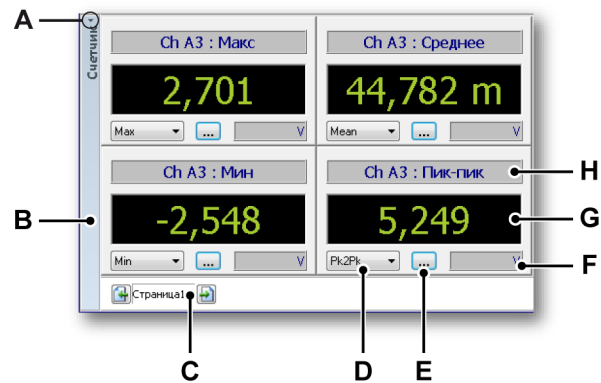 A
Счетчик
Ch A3 : Макс
Ch A3 : Среднее
2,701
44,782 m
Max
...
V
Mean
...
V
Ch A3 : Мин
Ch A3 : Пик-пик
H
B
-2,548
5,249
G
Min
...
V
Pk2Pk
...
V
F
Страница1
C
D
E